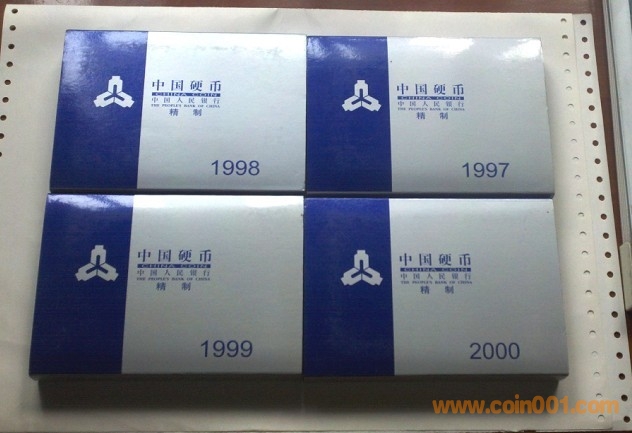 中国硬币
CHINA COIN
中国人民银行
THE PEOPLE'S BANK OF CHINA
精制
1998
中国硬币
CHINA COIN
中国人民银行
THE PEOPLE'S BANK OF CHINA
精制
1997
中国硬币
CHINA COIN
中国人民银行
THE PEOPLE'S BANK OF CHINA
精制
1999
中国硬币
CHINA COIN
中国人民银行
THE PEOPLE'S BANK OF CHINA
精制
2000
www.coin001.com